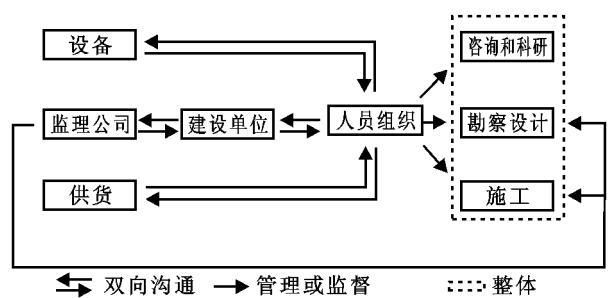 设备
咨询和科研
监理公司
建设单位
人员组织
勘察设计
供货
施工
双向沟通
管理或监督
整体